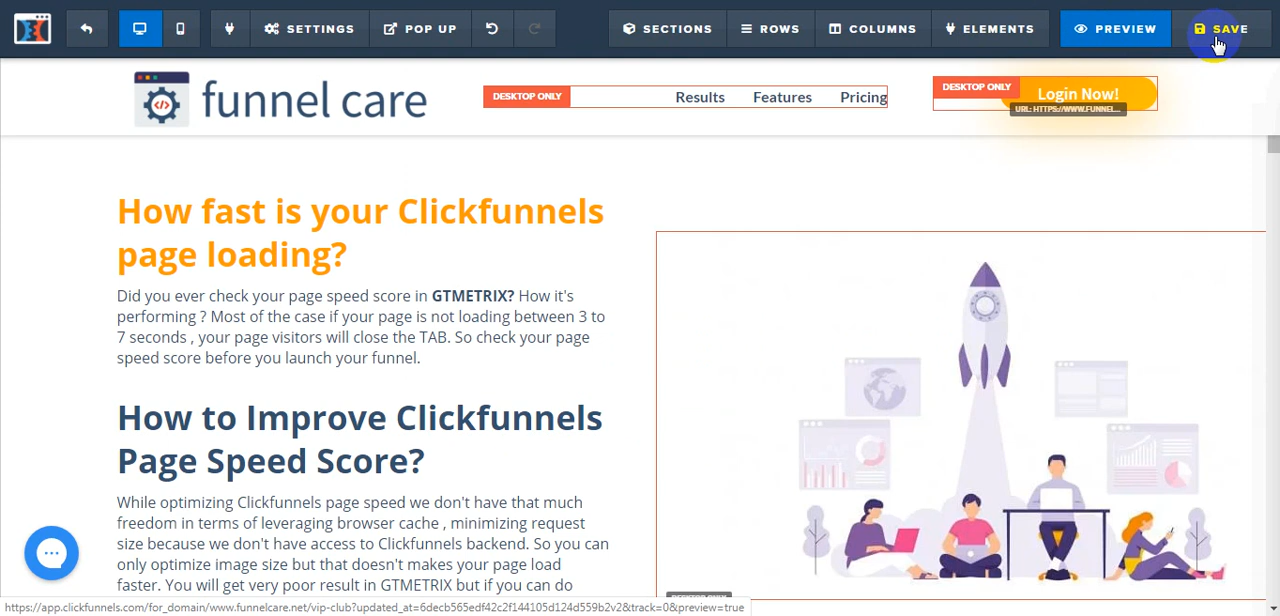 SETTINGS POP UP SECTIONS ROWS COLUMNS ELEMENTS PREVIEW SAVE
funnel care DESKTOP ONLY Results Features Pricing DESKTOP ONLY Login Now!
URL: HTTPS://WWW.FUNNEL...
How fast is your Clickfunnels
page loading?
Did you ever check your page speed score in GTMETRIX? How it's
performing ? Most of the case if your page is not loading between 3 to
7 seconds , your page visitors will close the TAB. So check your page
speed score before you launch your funnel.
How to Improve Clickfunnels
Page Speed Score?
While optimizing Clickfunnels page speed we don't have that much
freedom in terms of leveraging browser cache , minimizing request
size because we don't have access to Clickfunnels backend. So you can
only optimize image size but that doesn't makes your page load
faster. You will get very poor result in GTMETRIX but if you can do
https://app.clickfunnels.com/for_domain/www.funnelcare.net/vip-club?updated_at=6decb565edf42c2f144105d124d559b2v2&track=0&preview=true